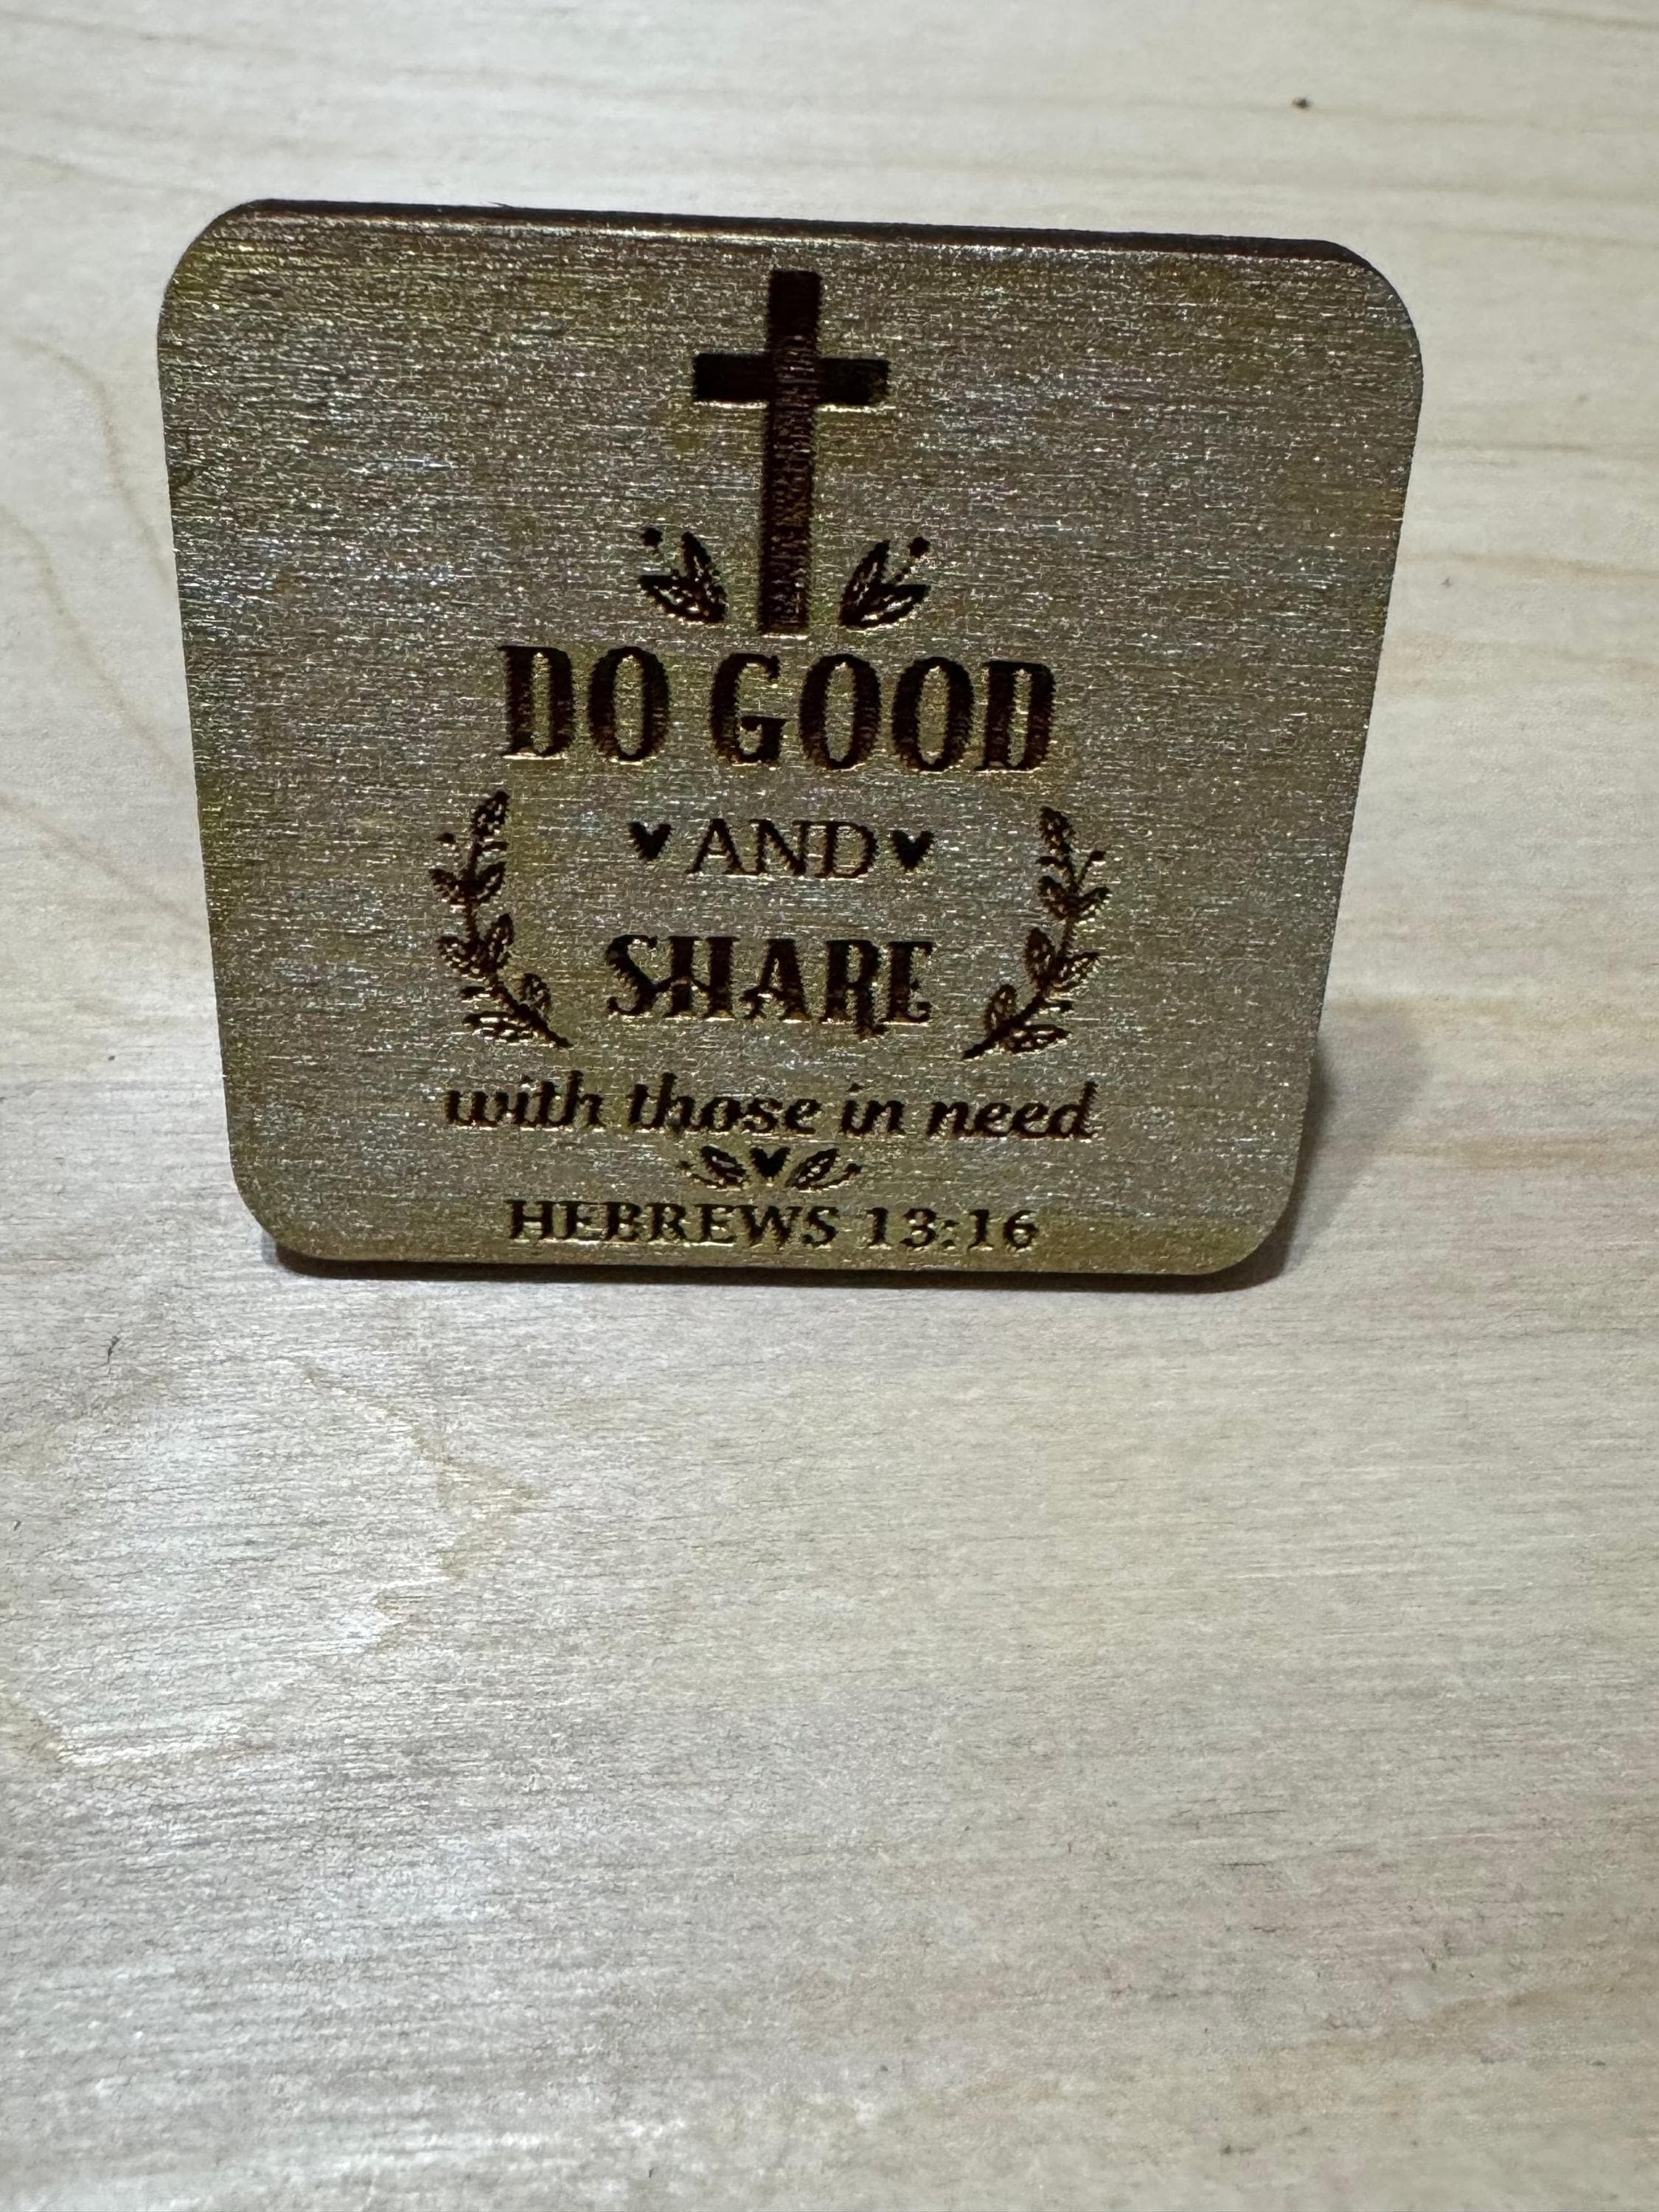 DO GOOD
AND
SHARE
with those in need
HEBREWS 13:16